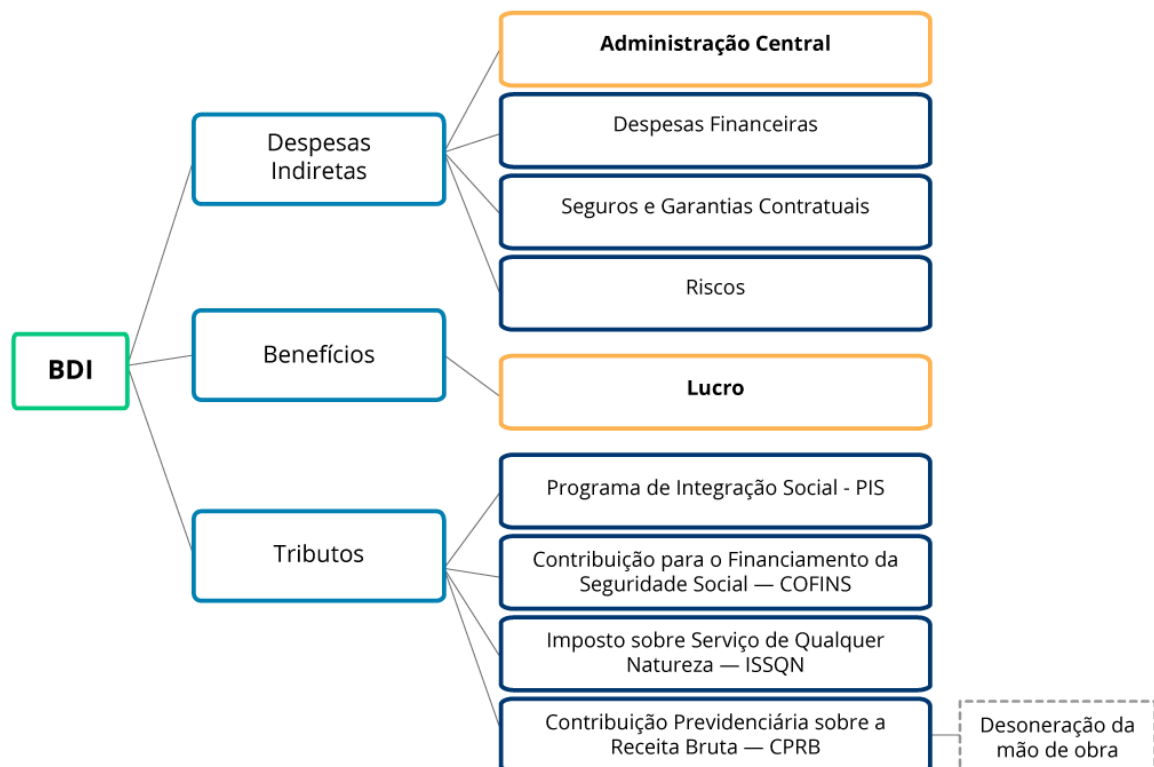 Administração Central
Despesas Financeiras
Despesas
Indiretas
Seguros e Garantias Contratuais
Riscos
BDI
Benefícios
Lucro
Programa de Integração Social - PIS
Tributos
Contribuição para o Financiamento da
Seguridade Social — COFINS
Imposto sobre Serviço de Qualquer
Natureza — ISSQN
Contribuição Previdenciária sobre a
Receita Bruta — CPRB
Desoneração da
mão de obra